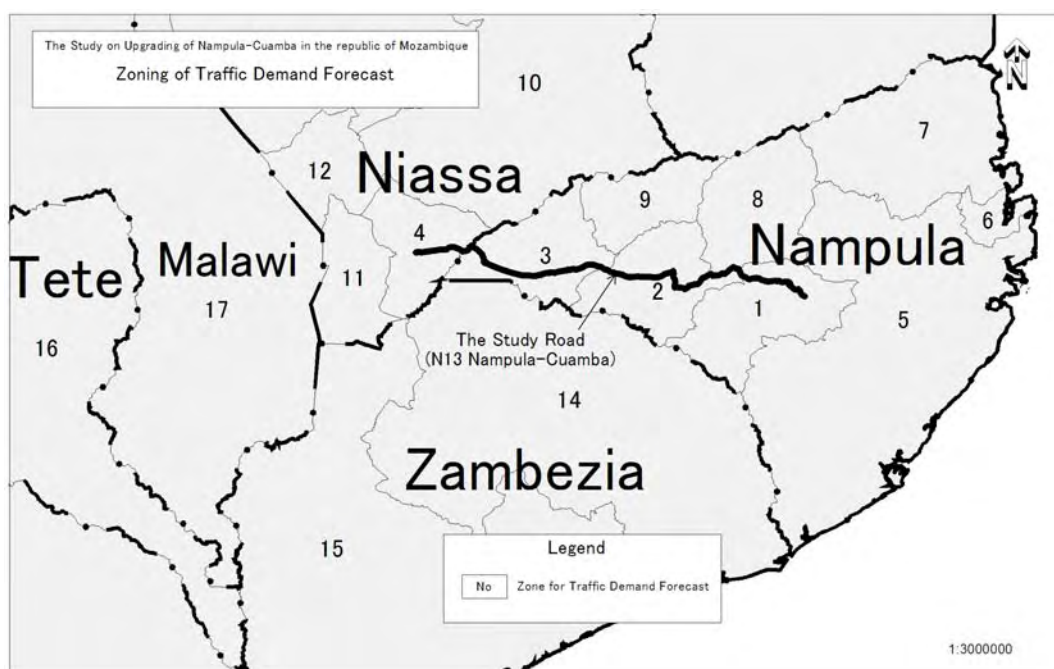 The Study on Upgrading of Nampula-Cuamba in the republic of Mozambique
Zoning of Traffic Demand Forecast
N
10
7
12
Niassa
9
8
6
4
3
Nampula
Tete
Malawi
11
2
1
17
5
16
The Study Road
(N13 Nampula-Cuamba)
14
Zambezia
15
Legend
No Zone for Traffic Demand Forecast
1:3000000